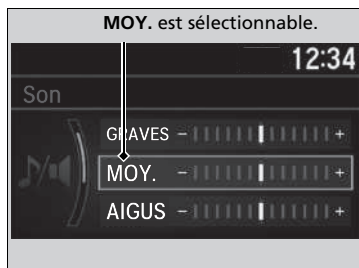 MOY. est sélectionnable.
12:34
Son
GRAVES - +
MOY. - +
AIGUS - +